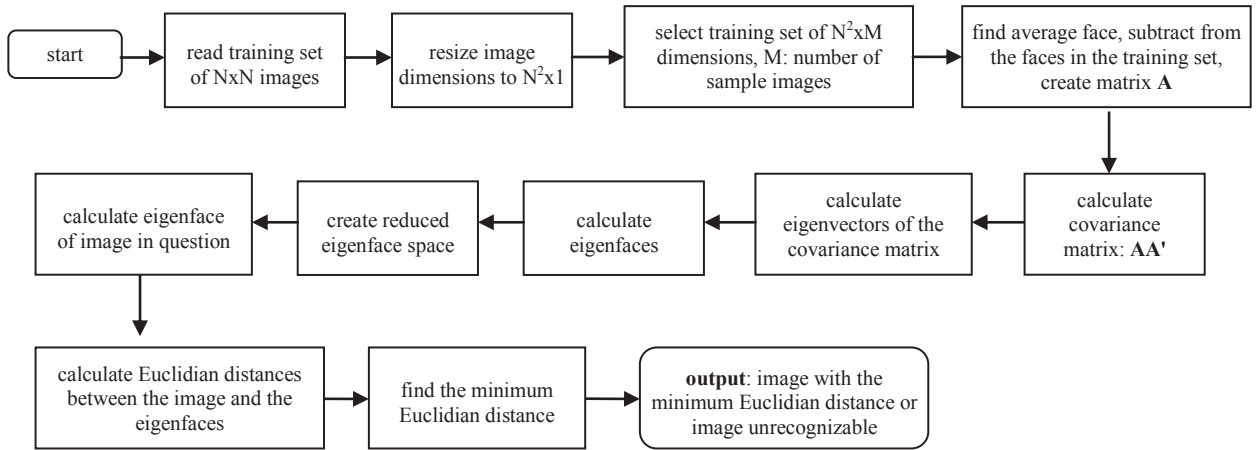 start
read training set
of NxN images
resize image
dimensions to N²x1
select training set of N²xM
dimensions, M: number of
sample images
find average face, subtract from
the faces in the training set,
create matrix A
calculate
covariance
matrix: AA'
calculate
eigenvectors of the
covariance matrix
calculate
eigenfaces
create reduced
eigenface space
calculate eigenface
of image in question
calculate Euclidian distances
between the image and the
eigenfaces
find the minimum
Euclidian distance
output: image with the
minimum Euclidian distance or
image unrecognizable